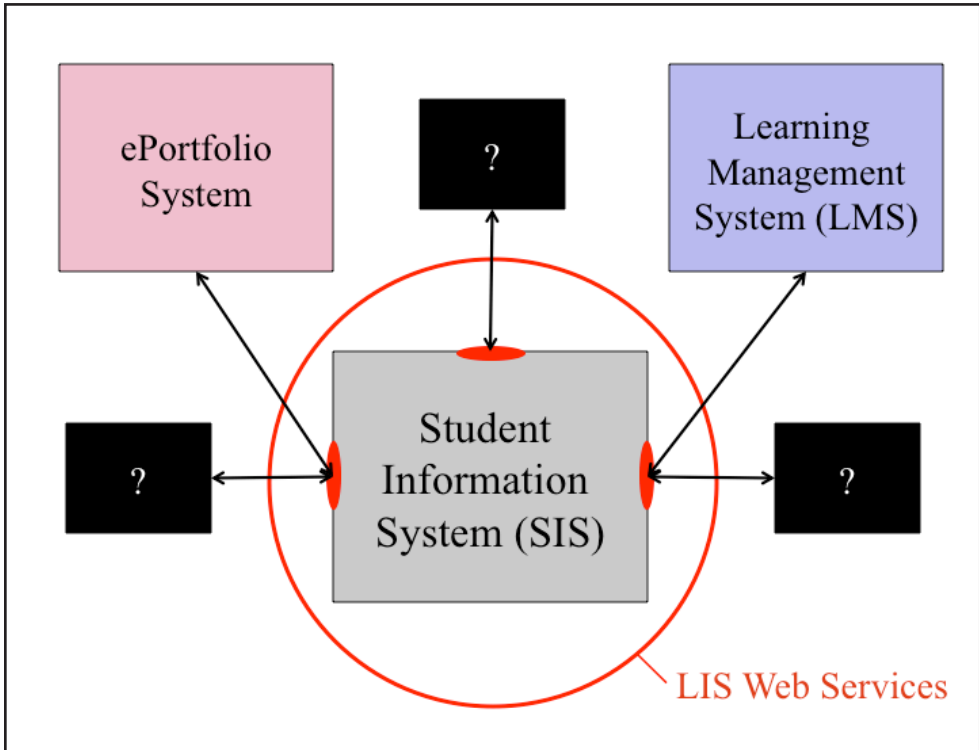 ePortfolio
System
?
Learning
Management
System (LMS)
?
Student
Information
System (SIS)
?
LIS Web Services